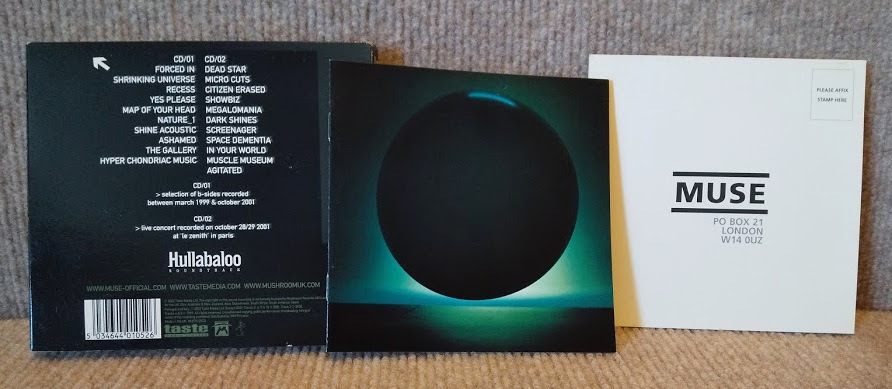 CD/01 CD/02
FORCED IN DEAD STAR
SHRINKING UNIVERSE MICRO CUTS
RECESS CITIZEN ERASED
YES PLEASE SHOWBIZ
MAP OF YOUR HEAD MEGALOMANIA
NATURE_1 DARK SHINES
SHINE ACOUSTIC SCREENAGER
ASHAMED SPACE DEMENTIA
THE GALLERY IN YOUR WORLD
HYPER CHONDRIAC MUSIC MUSCLE MUSEUM
AGITATED
CD/01
> selection of b-sides recorded
between march 1999 & october 2001
CD/02
> live concert recorded on october 28/29 2001
at 'le zenith' in paris
Hullabaloo
SOUNDTRACK
WWW.MUSE-OFFICIAL.COM WWW.TASTEMEDIA.COM WWW.MUSHROOMUK.COM
5 034644 010526
taste
PLEASE AFFIX
STAMP HERE
MUSE
PO BOX 21
LONDON
W14 0UZ